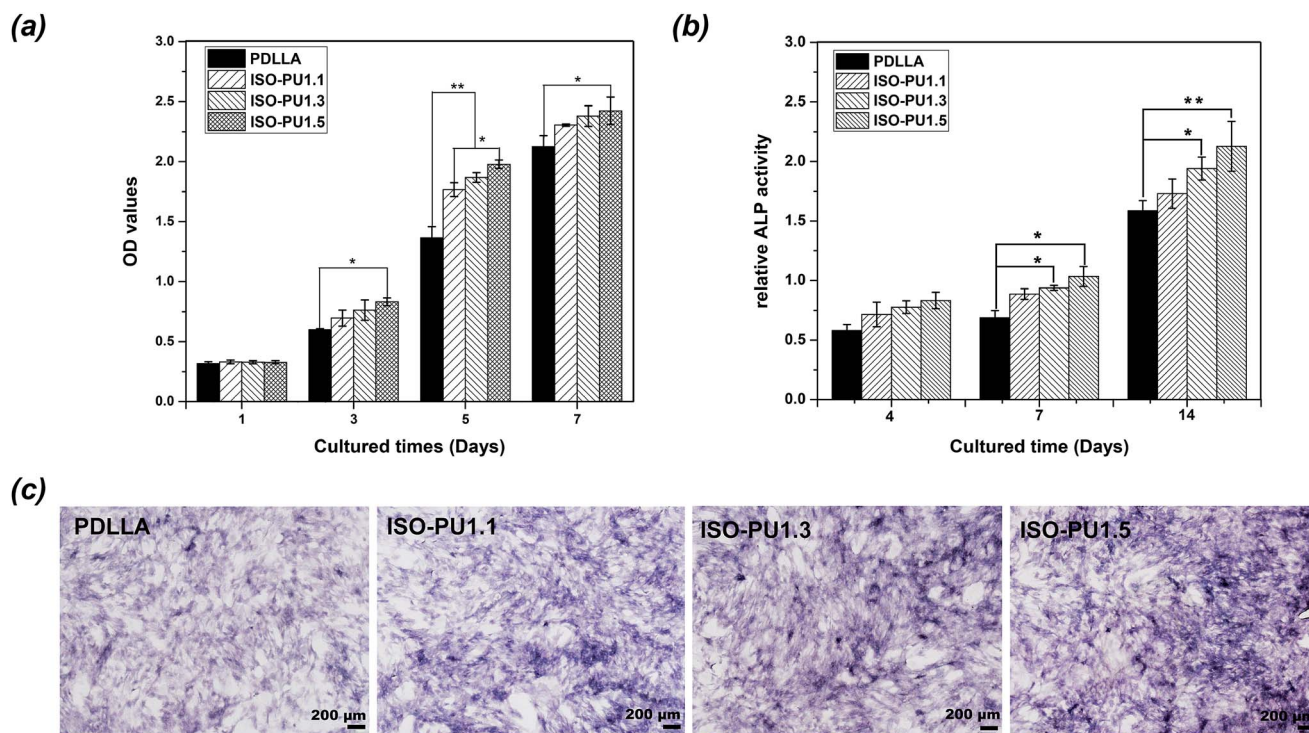 (a)
OD values
3.0
2.5
2.0
1.5
1.0
0.5
0.0
PDLLA
ISO-PU1.1
ISO-PU1.3
ISO-PU1.5
*
**
*
*
1 3 5 7
Cultured times (Days)
(b)
relative ALP activity
3.0
2.5
2.0
1.5
1.0
0.5
0.0
PDLLA
ISO-PU1.1
ISO-PU1.3
ISO-PU1.5
*
*
**
*
4 7 14
Cultured time (Days)
(c)
PDLLA
200 μm
ISO-PU1.1
200 μm
ISO-PU1.3
200 μm
ISO-PU1.5
200 μm